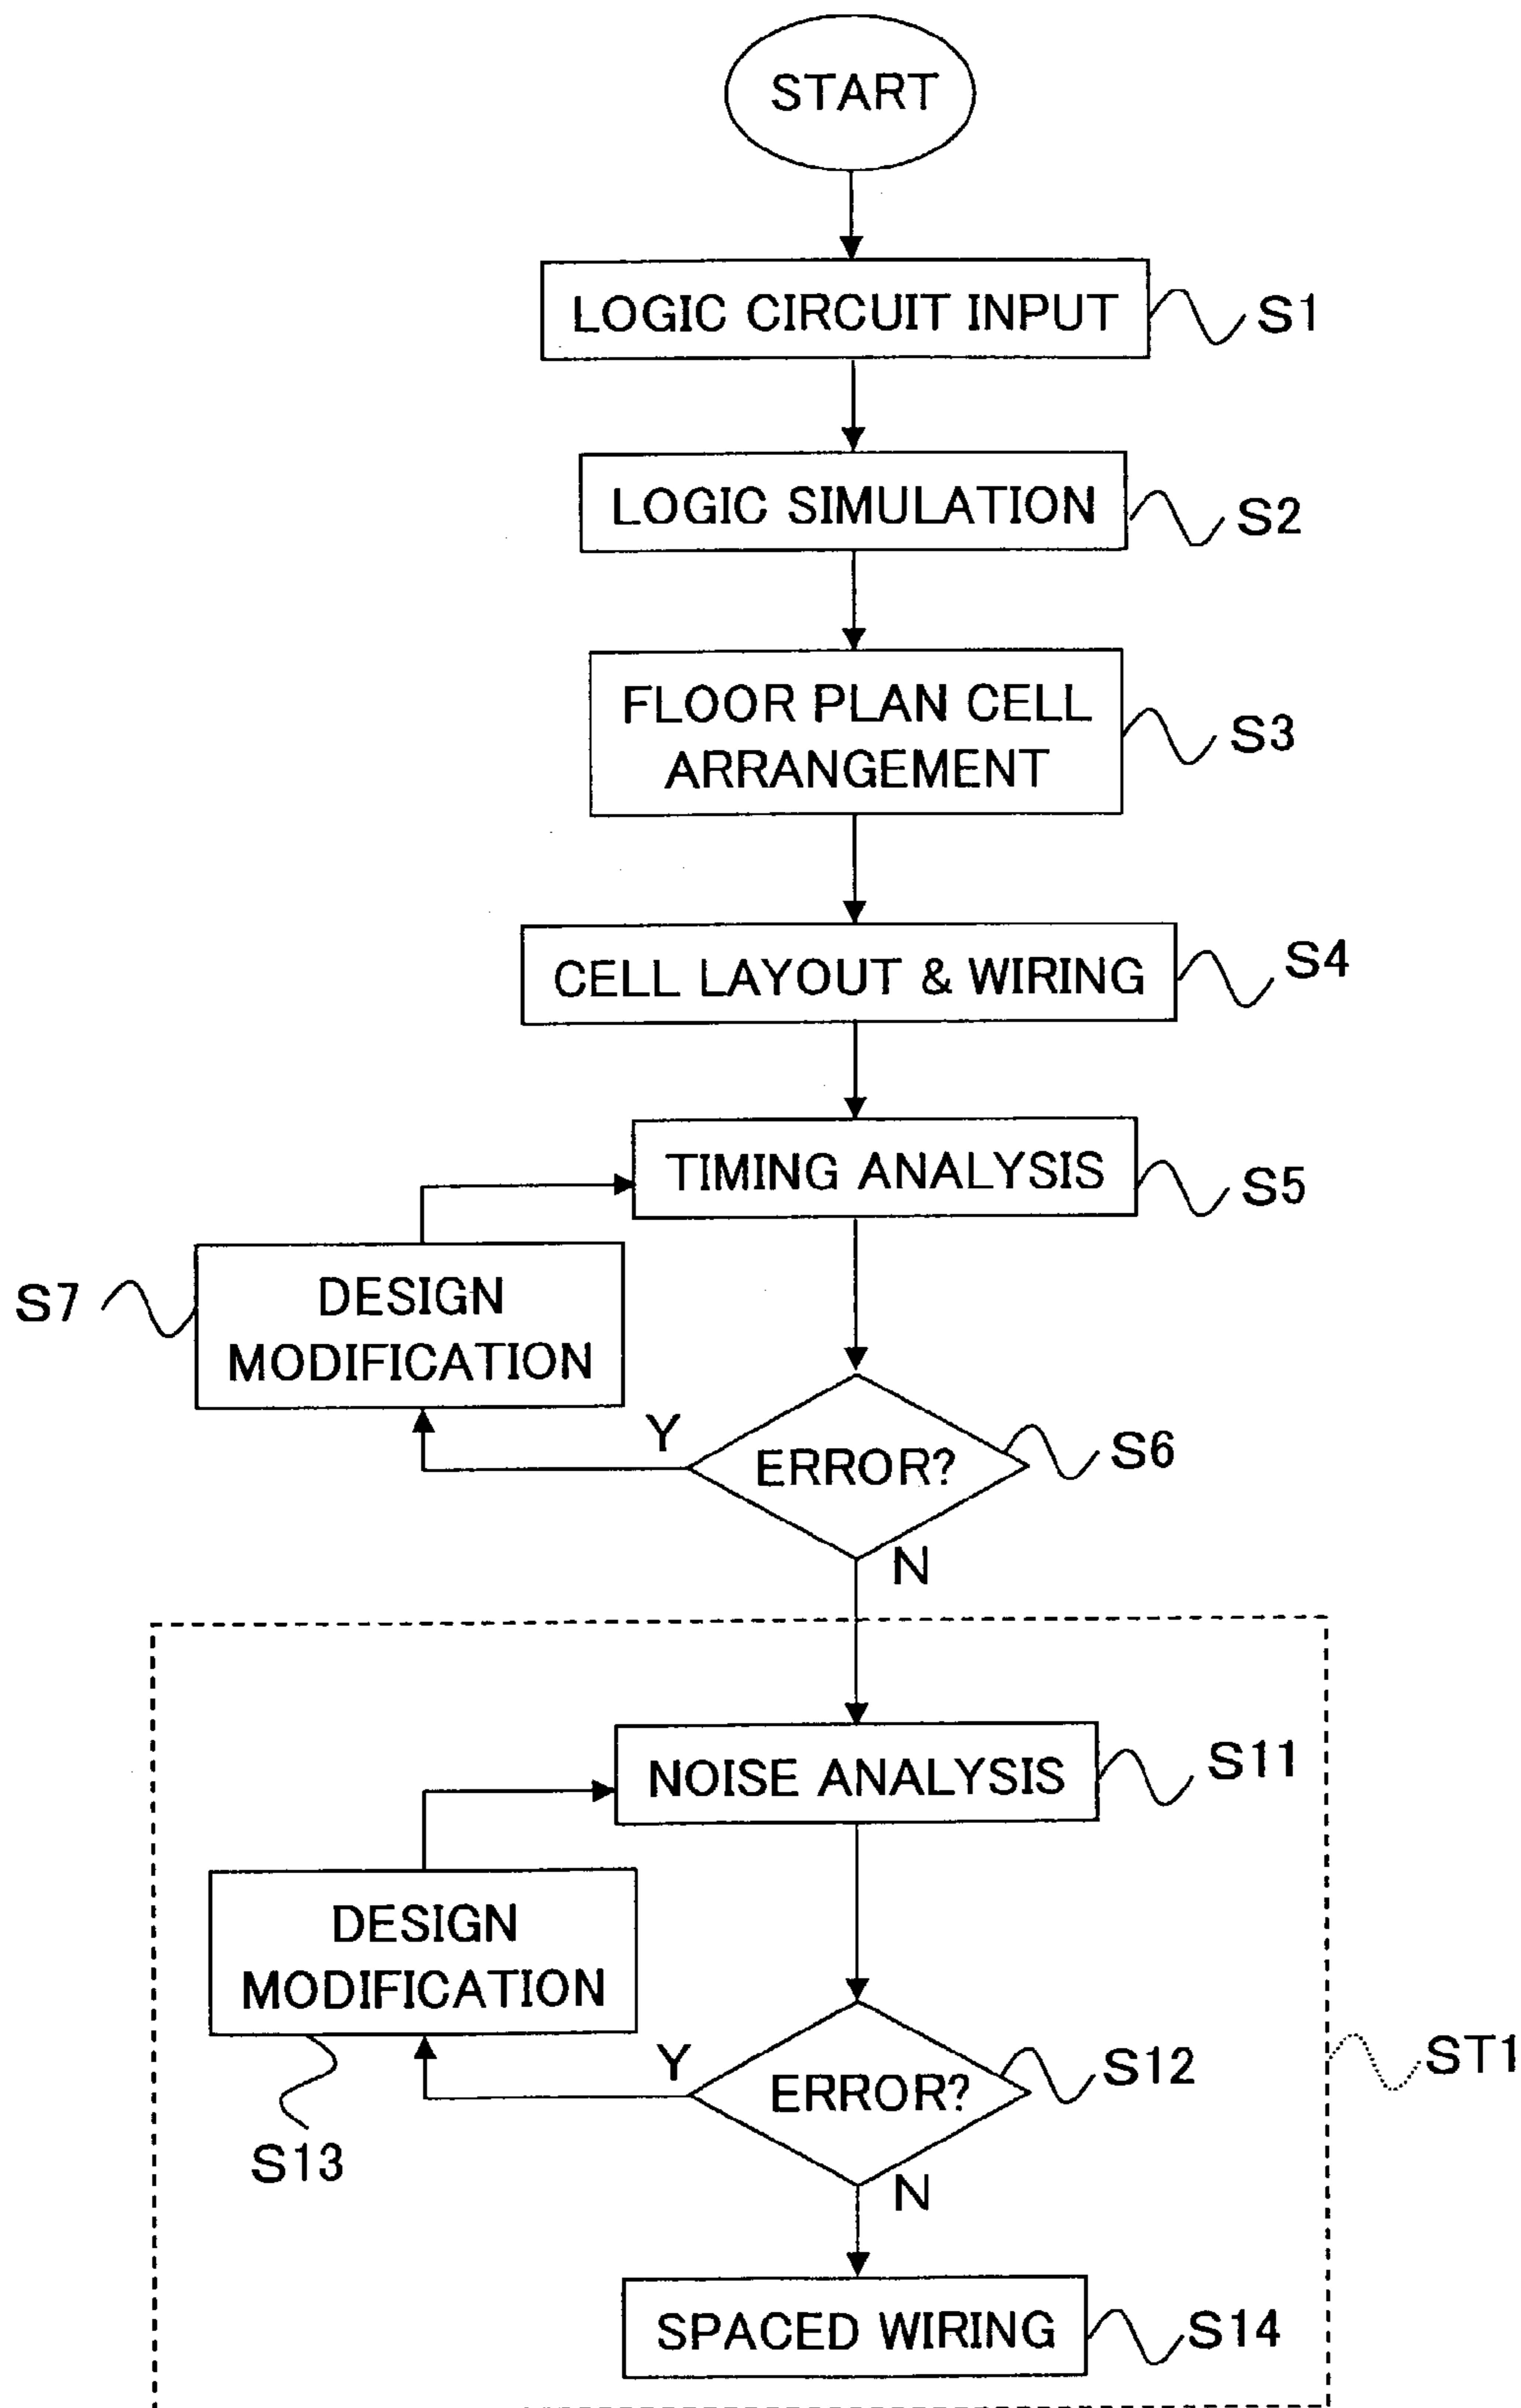 START
LOGIC CIRCUIT INPUT
S1
LOGIC SIMULATION
S2
FLOOR PLAN CELL
ARRANGEMENT
S3
CELL LAYOUT & WIRING
S4
TIMING ANALYSIS
S5
S7
DESIGN
MODIFICATION
Y
ERROR?
S6
N
NOISE ANALYSIS
S11
DESIGN
MODIFICATION
S13
Y
ERROR?
S12
ST1
N
SPACED WIRING
S14